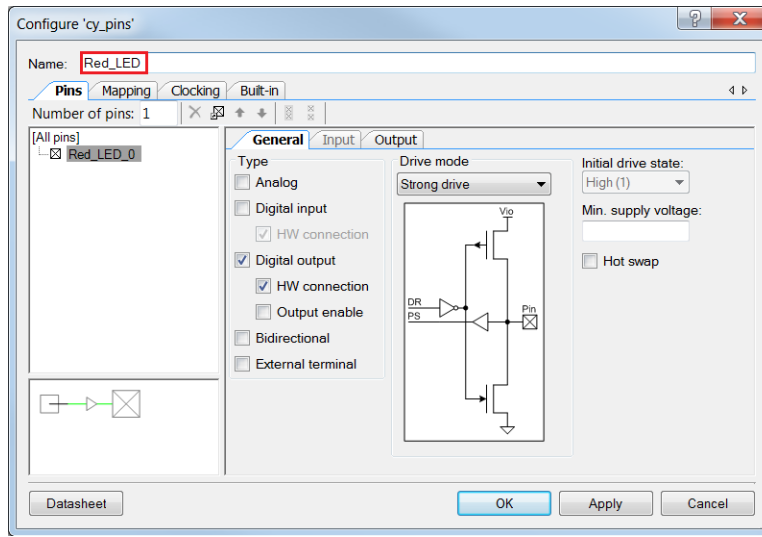 Configure 'cy_pins'
Name: Red_LED
Pins Mapping Clocking Built-in
Number of pins: 1
[All pins]
Red_LED_0
General Input Output
Type
Analog
Digital input
HW connection
Digital output
HW connection
Output enable
Bidirectional
External terminal
Drive mode
Strong drive
Vio
DR
PS
Pin
Initial drive state:
High (1)
Min. supply voltage:
Hot swap
Datasheet OK Apply Cancel